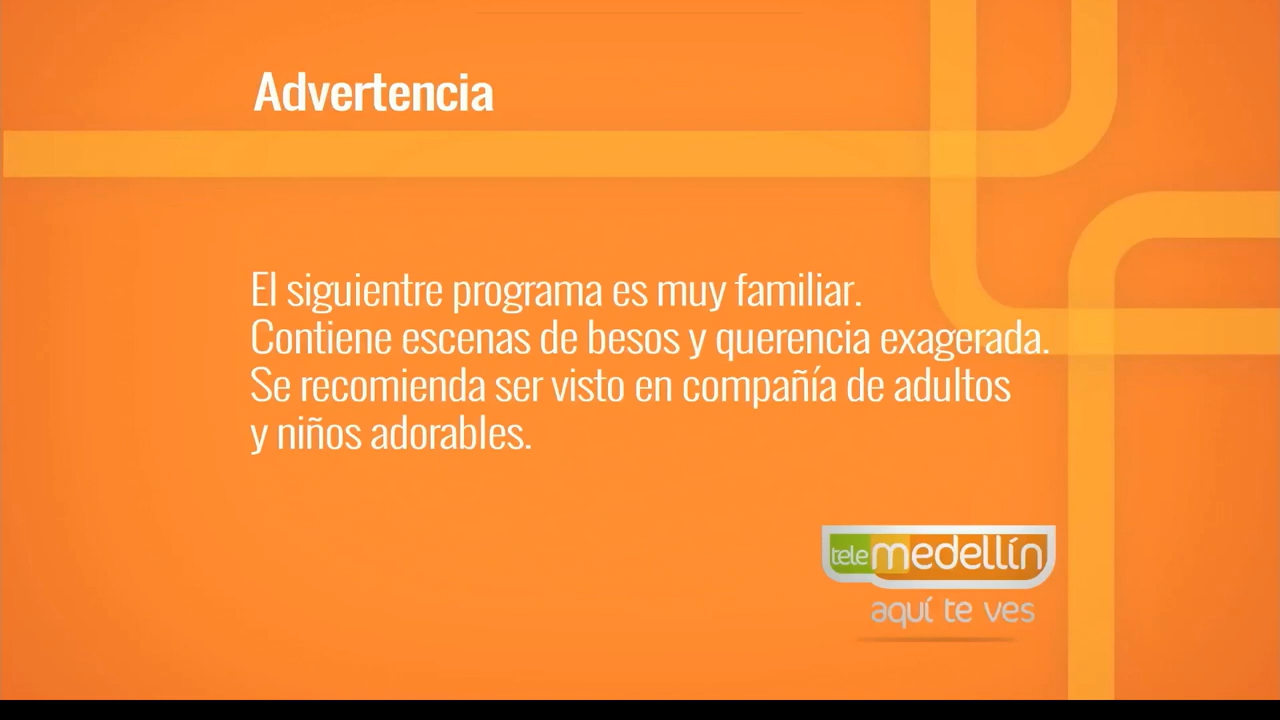 Advertencia
El siguientre programa es muy familiar.
Contiene escenas de besos y querencia exagerada.
Se recomienda ser visto en compañía de adultos
y niños adorables.
tele medellín
aquí te ves